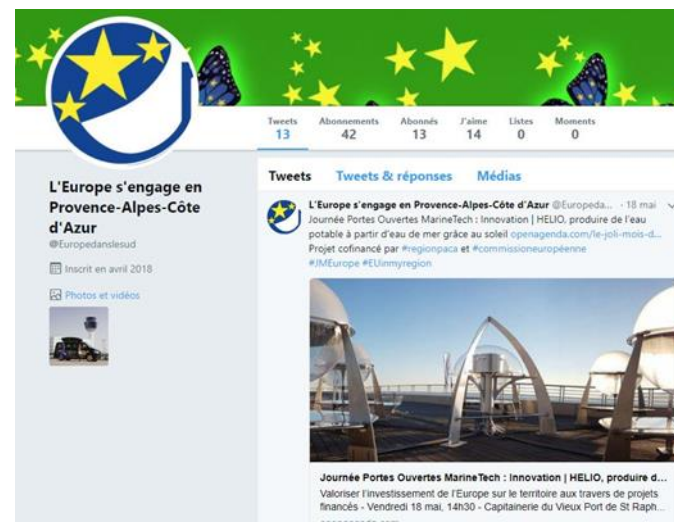 Tweets Abonnements Abonnés J'aime Listes Moments
13 42 13 14 0 0
L'Europe s'engage en
Provence-Alpes-Côte
d'Azur
@Europedanslesud
Inscrit en avril 2018
Photos et vidéos
Tweets Tweets & réponses Médias
L'Europe s'engage en Provence-Alpes-Côte d'Azur @Europeda... · 18 mai
Journée Portes Ouvertes MarineTech : Innovation | HELIO, produire de l'eau
potable à partir d'eau de mer grâce au soleil openagenda.com/le-joli-mois-d...
Projet cofinancé par #regionpaca et #commissioneuropéenne
#JMEurope #EUinmyregion
Journée Portes Ouvertes MarineTech : Innovation | HELIO, produire d...
Valoriser l'investissement de l'Europe sur le territoire aux travers de projets
financés - Vendredi 18 mai, 14h30 - Capitainerie du Vieux Port de St Raph...